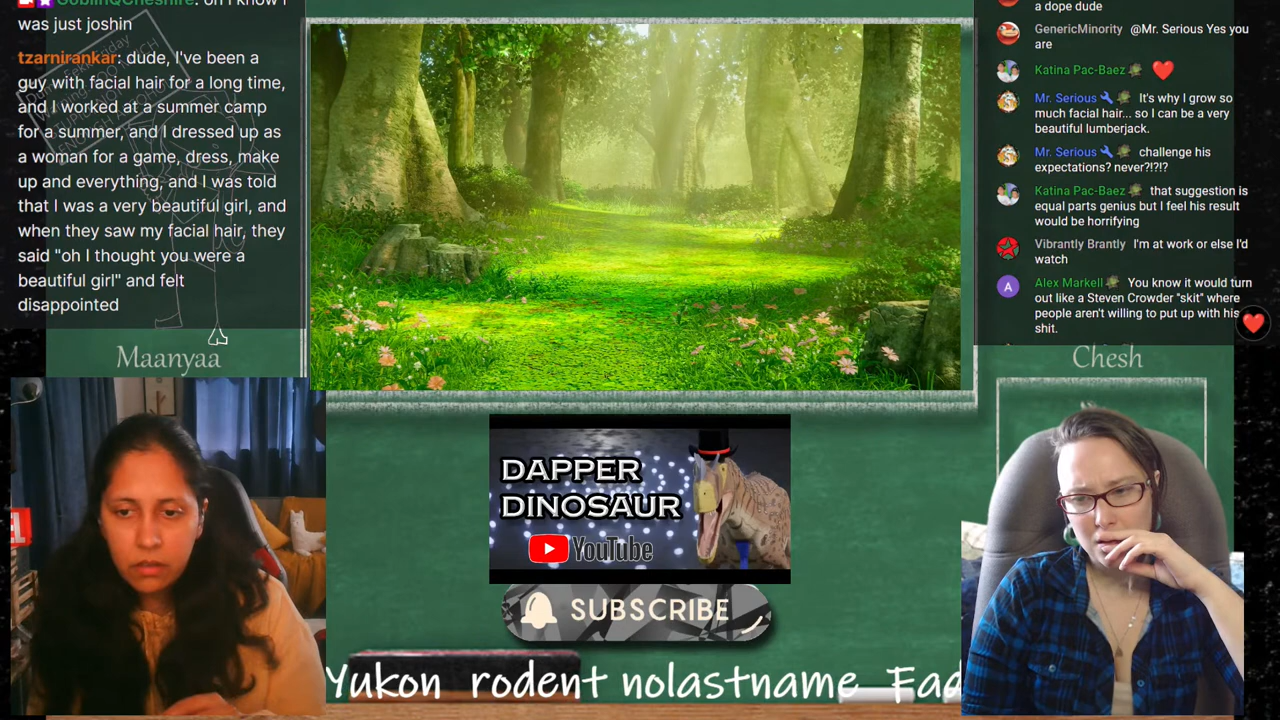 GoblinQCheshire: oh I know I
was just joshin
tzarnirankar: dude, I've been a
guy with facial hair for a long time,
and I worked at a summer camp
for a summer, and I dressed up as
a woman for a game, dress, make
up and everything, and I was told
that I was a very beautiful girl, and
when they saw my facial hair, they
said "oh I thought you were a
beautiful girl" and felt
disappointed
Maanyaa
DAPPER
DINOSAUR
YouTube
SUBSCRIBE
Yukon rodent nolastname Fad
a dope dude
GenericMinority @Mr. Serious Yes you
are
Katina Pac-Baez
Mr. Serious It's why I grow so
much facial hair... so I can be a very
beautiful lumberjack.
Mr. Serious challenge his
expectations? never?!?!?
Katina Pac-Baez that suggestion is
equal parts genius but I feel his result
would be horrifying
Vibrantly Brantly I'm at work or else I'd
watch
A Alex Markell You know it would turn
out like a Steven Crowder "skit" where
people aren't willing to put up with his
shit.
Chesh